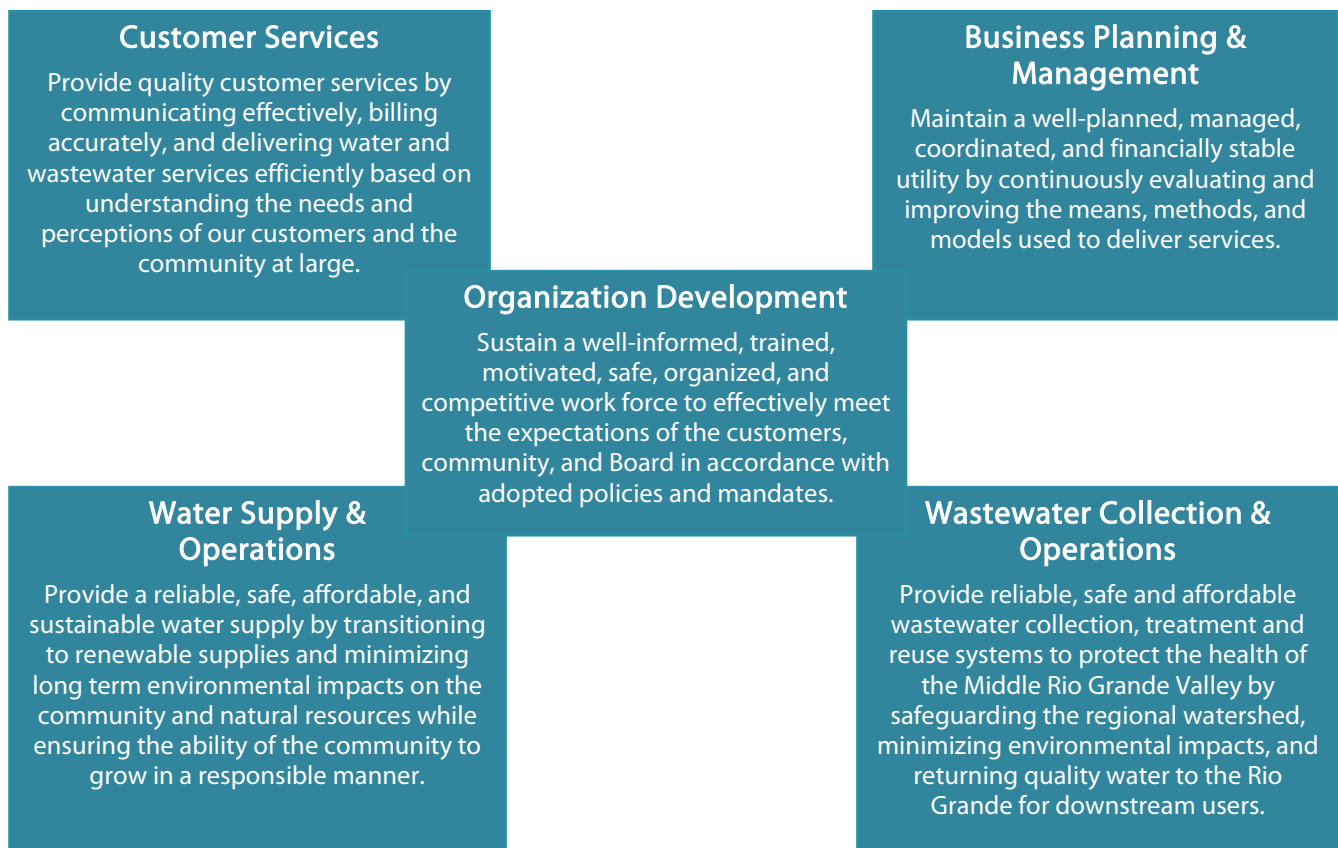 Customer Services
Provide quality customer services by
communicating effectively, billing
accurately, and delivering water and
wastewater services efficiently based on
understanding the needs and
perceptions of our customers and the
community at large.
Business Planning &
Management
Maintain a well-planned, managed,
coordinated, and financially stable
utility by continuously evaluating and
improving the means, methods, and
models used to deliver services.
Organization Development
Sustain a well-informed, trained,
motivated, safe, organized, and
competitive work force to effectively meet
the expectations of the customers,
community, and Board in accordance with
adopted policies and mandates.
Water Supply &
Operations
Provide a reliable, safe, affordable, and
sustainable water supply by transitioning
to renewable supplies and minimizing
long term environmental impacts on the
community and natural resources while
ensuring the ability of the community to
grow in a responsible manner.
Wastewater Collection &
Operations
Provide reliable, safe and affordable
wastewater collection, treatment and
reuse systems to protect the health of
the Middle Rio Grande Valley by
safeguarding the regional watershed,
minimizing environmental impacts, and
returning quality water to the Rio
Grande for downstream users.